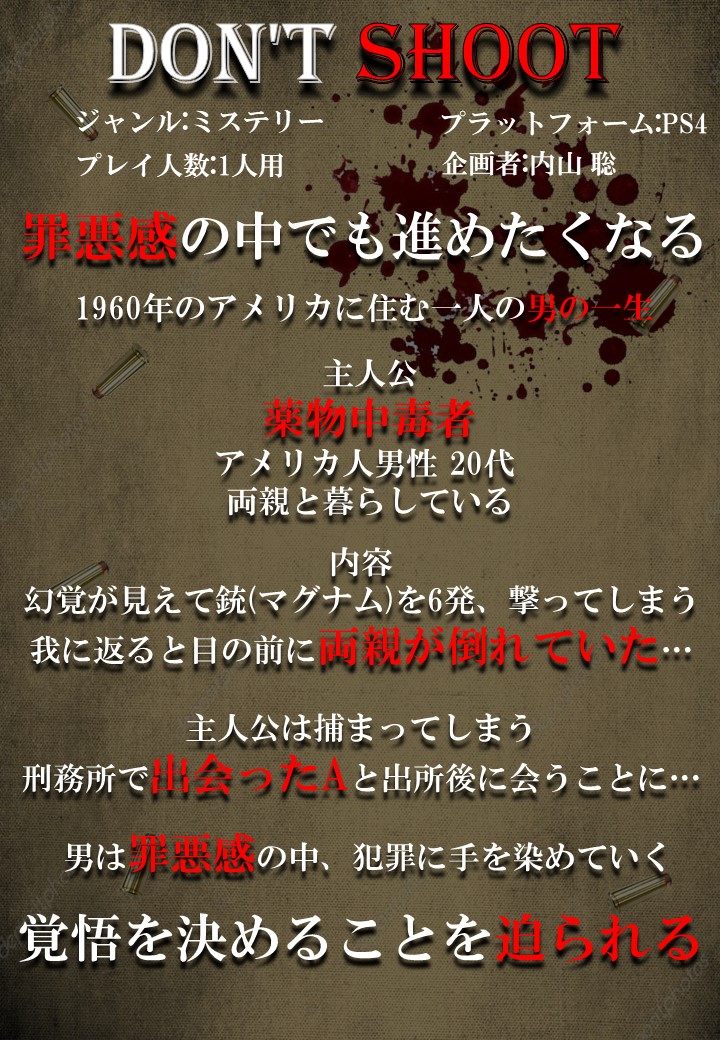 DON'T SHOOT
ジャンル:ミステリー
プラットフォーム:PS4
プレイ人数:1人用
企画者:内山 聡
罪悪感の中でも進めたくなる
1960年のアメリカに住む一人の男の一生
主人公
薬物中毒者
アメリカ人男性 20代
両親と暮らしている
内容
幻覚が見えて銃(マグナム)を6発、撃ってしまう
我に返ると目の前に両親が倒れていた…
主人公は捕まってしまう
刑務所で出会ったAと出所後に会うことに…
男は罪悪感の中、犯罪に手を染めていく
覚悟を決めることを迫られる